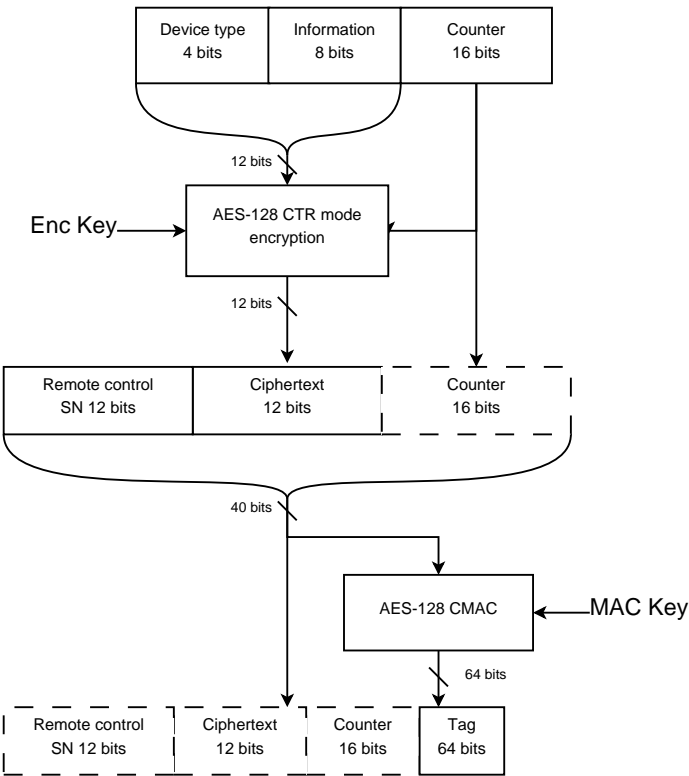 Device type
4 bits
Information
8 bits
Counter
16 bits
12 bits
Enc Key
AES-128 CTR mode
encryption
12 bits
Remote control
SN 12 bits
Ciphertext
12 bits
Counter
16 bits
40 bits
AES-128 CMAC
MAC Key
64 bits
Remote control
SN 12 bits
Ciphertext
12 bits
Counter
16 bits
Tag
64 bits